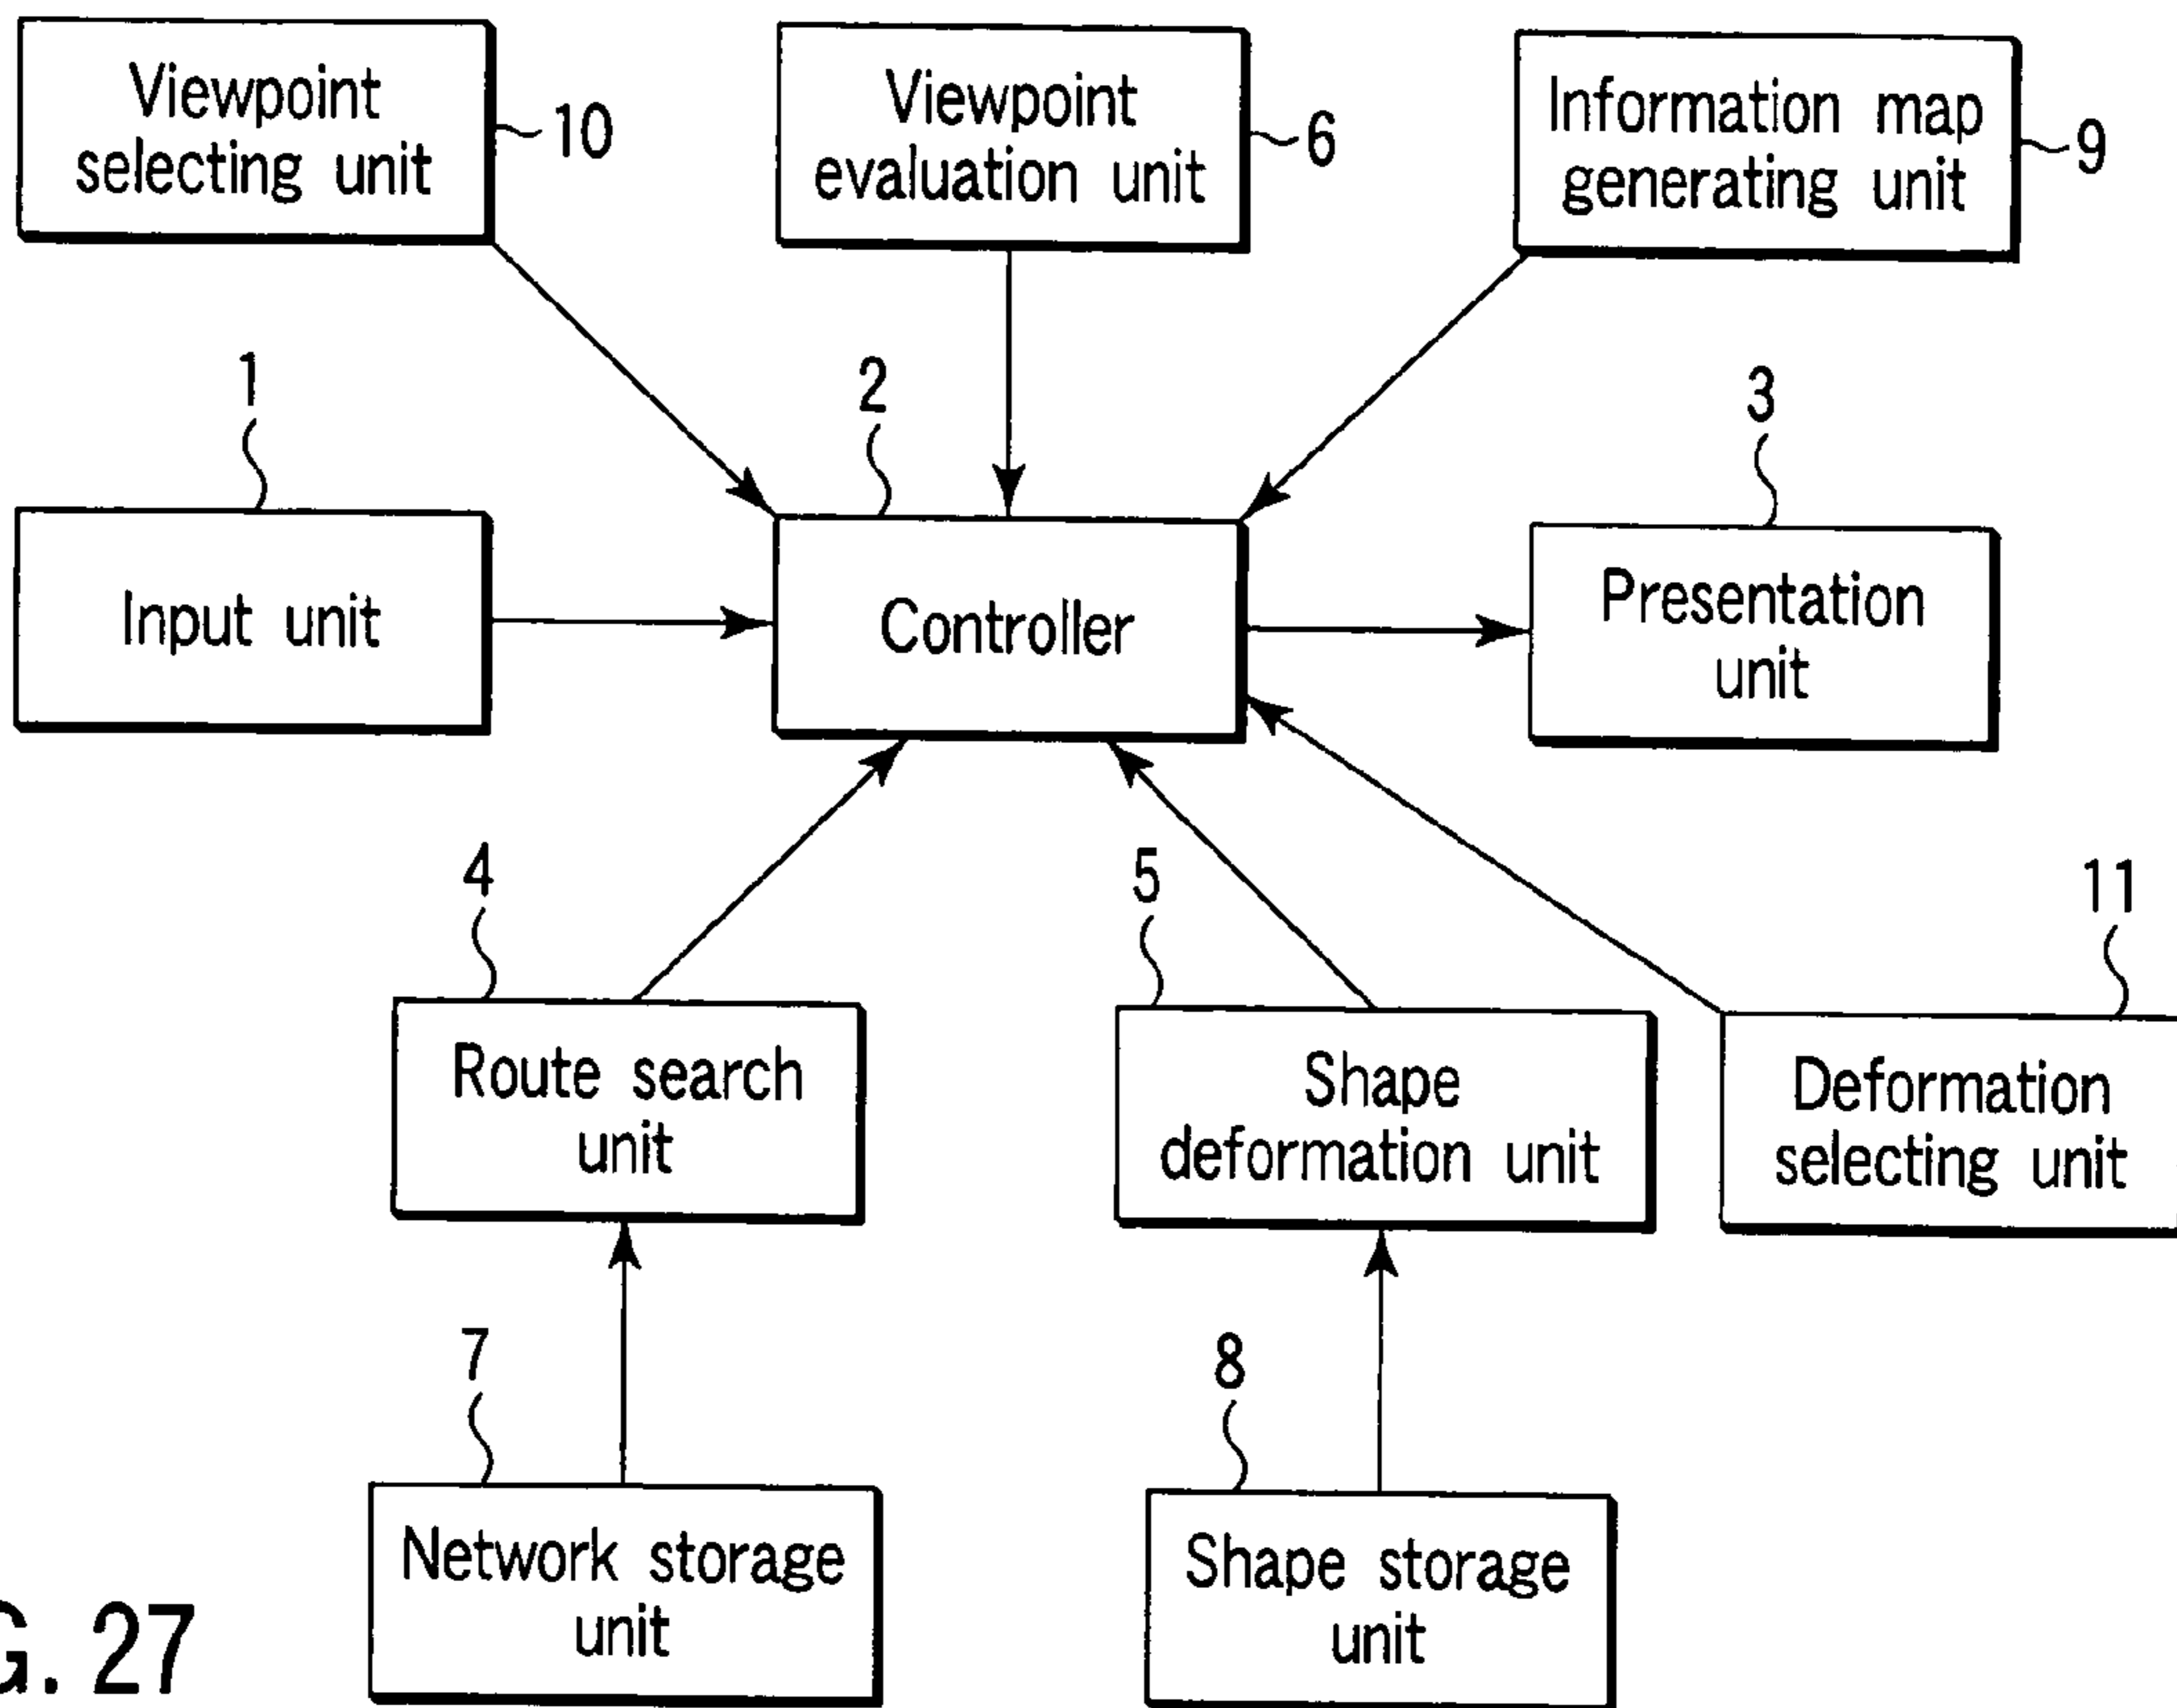 Viewpoint
selecting unit
10
Viewpoint
evaluation unit
6
Information map
generating unit
9
1
Input unit
2
Controller
3
Presentation
unit
4
Route search
unit
5
Shape
deformation unit
11
Deformation
selecting unit
7
Network storage
unit
8
Shape storage
unit
G. 27